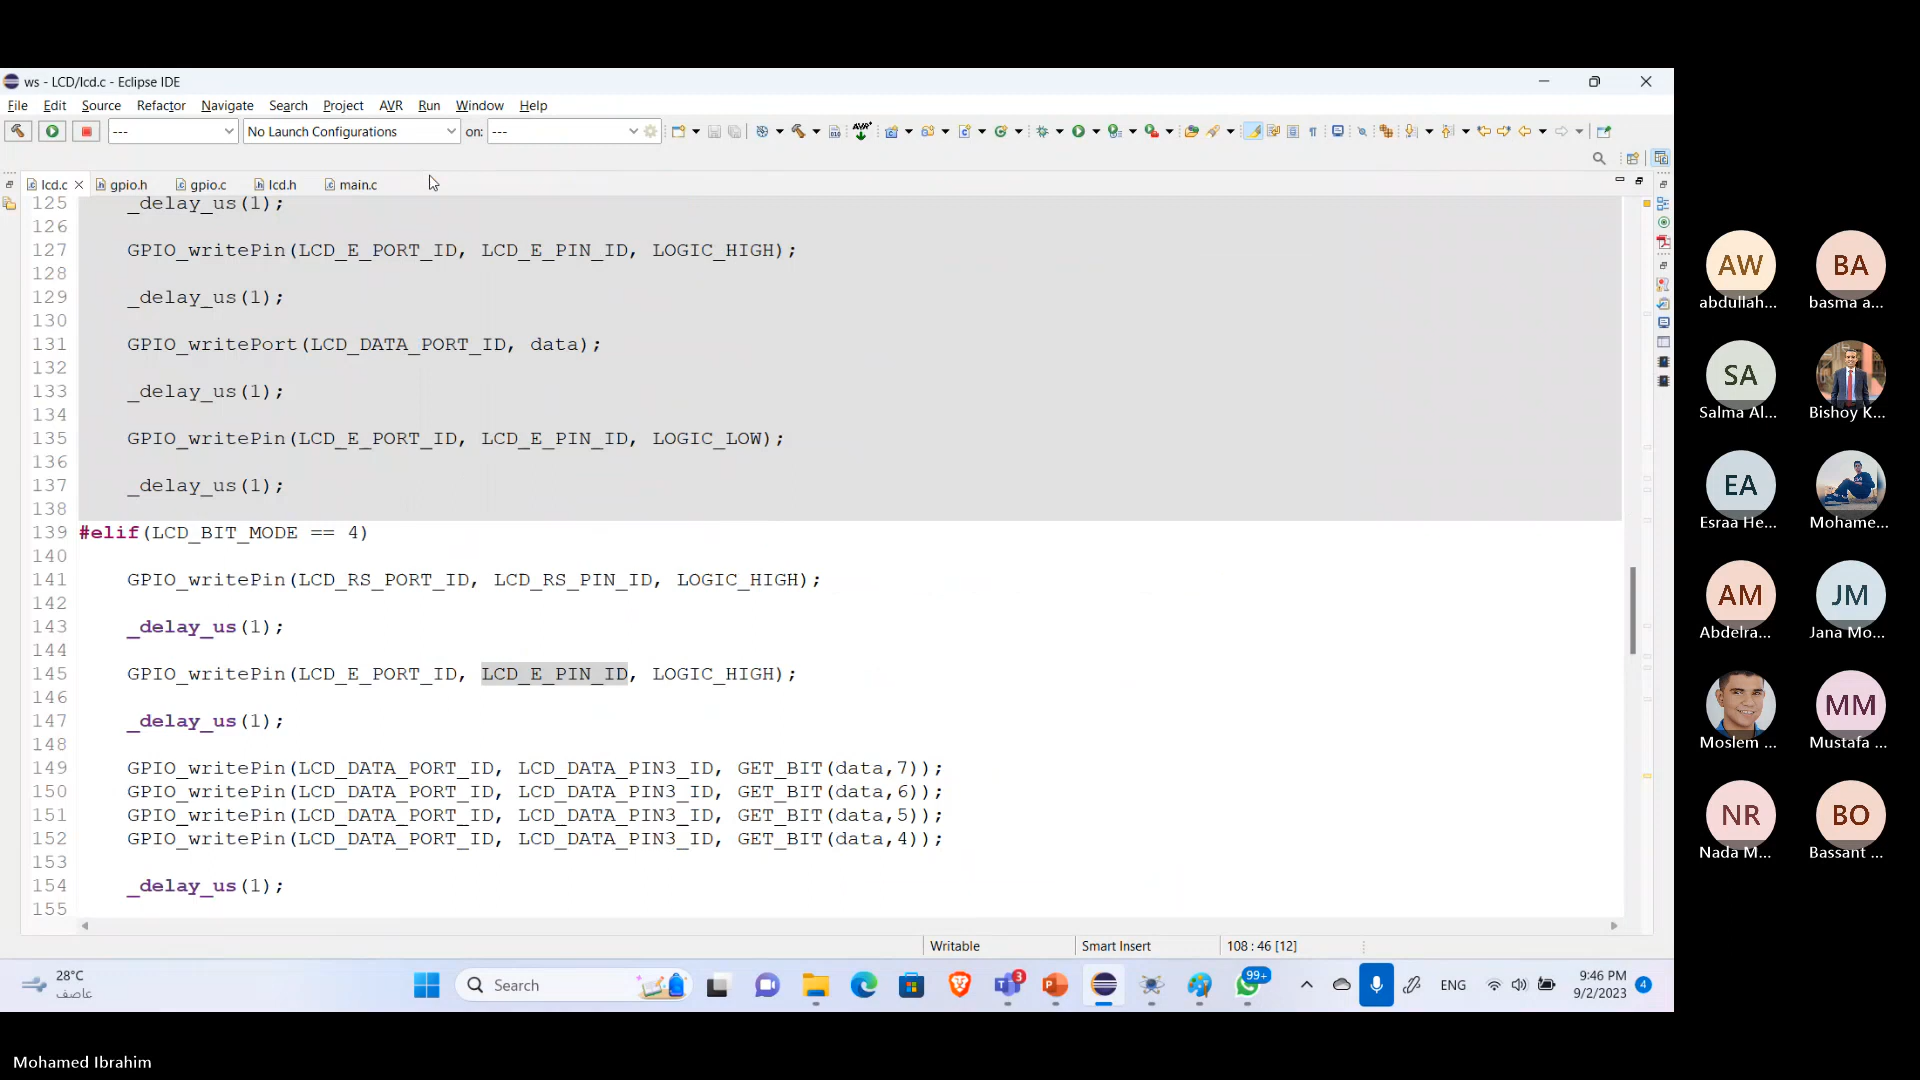 ws - LCD/lcd.c - Eclipse IDE
File Edit Source Refactor Navigate Search Project AVR Run Window Help
--- No Launch Configurations on: ---
lcd.c gpio.h gpio.c lcd.h main.c
125 _delay_us(1);
126
127 GPIO_writePin(LCD_E_PORT_ID, LCD_E_PIN_ID, LOGIC_HIGH);
128
129 _delay_us(1);
130
131 GPIO_writePort(LCD_DATA_PORT_ID, data);
132
133 _delay_us(1);
134
135 GPIO_writePin(LCD_E_PORT_ID, LCD_E_PIN_ID, LOGIC_LOW);
136
137 _delay_us(1);
138
139 #elif(LCD_BIT_MODE == 4)
140
141 GPIO_writePin(LCD_RS_PORT_ID, LCD_RS_PIN_ID, LOGIC_HIGH);
142
143 _delay_us(1);
144
145 GPIO_writePin(LCD_E_PORT_ID, LCD_E_PIN_ID, LOGIC_HIGH);
146
147 _delay_us(1);
148
149 GPIO_writePin(LCD_DATA_PORT_ID, LCD_DATA_PIN3_ID, GET_BIT(data,7));
150 GPIO_writePin(LCD_DATA_PORT_ID, LCD_DATA_PIN3_ID, GET_BIT(data,6));
151 GPIO_writePin(LCD_DATA_PORT_ID, LCD_DATA_PIN3_ID, GET_BIT(data,5));
152 GPIO_writePin(LCD_DATA_PORT_ID, LCD_DATA_PIN3_ID, GET_BIT(data,4));
153
154 _delay_us(1);
155
Writable Smart Insert 108 : 46 [12]
28°C
عاصف
Search
3
99+
ENG
9:46 PM
9/2/2023
4
AW BA
abdullah... basma a...
SA
Salma Al... Bishoy K...
EA
Esraa He... Mohame...
AM JM
Abdelra... Jana Mo...
MM
Moslem ... Mustafa ...
NR BO
Nada M... Bassant ...
Mohamed Ibrahim